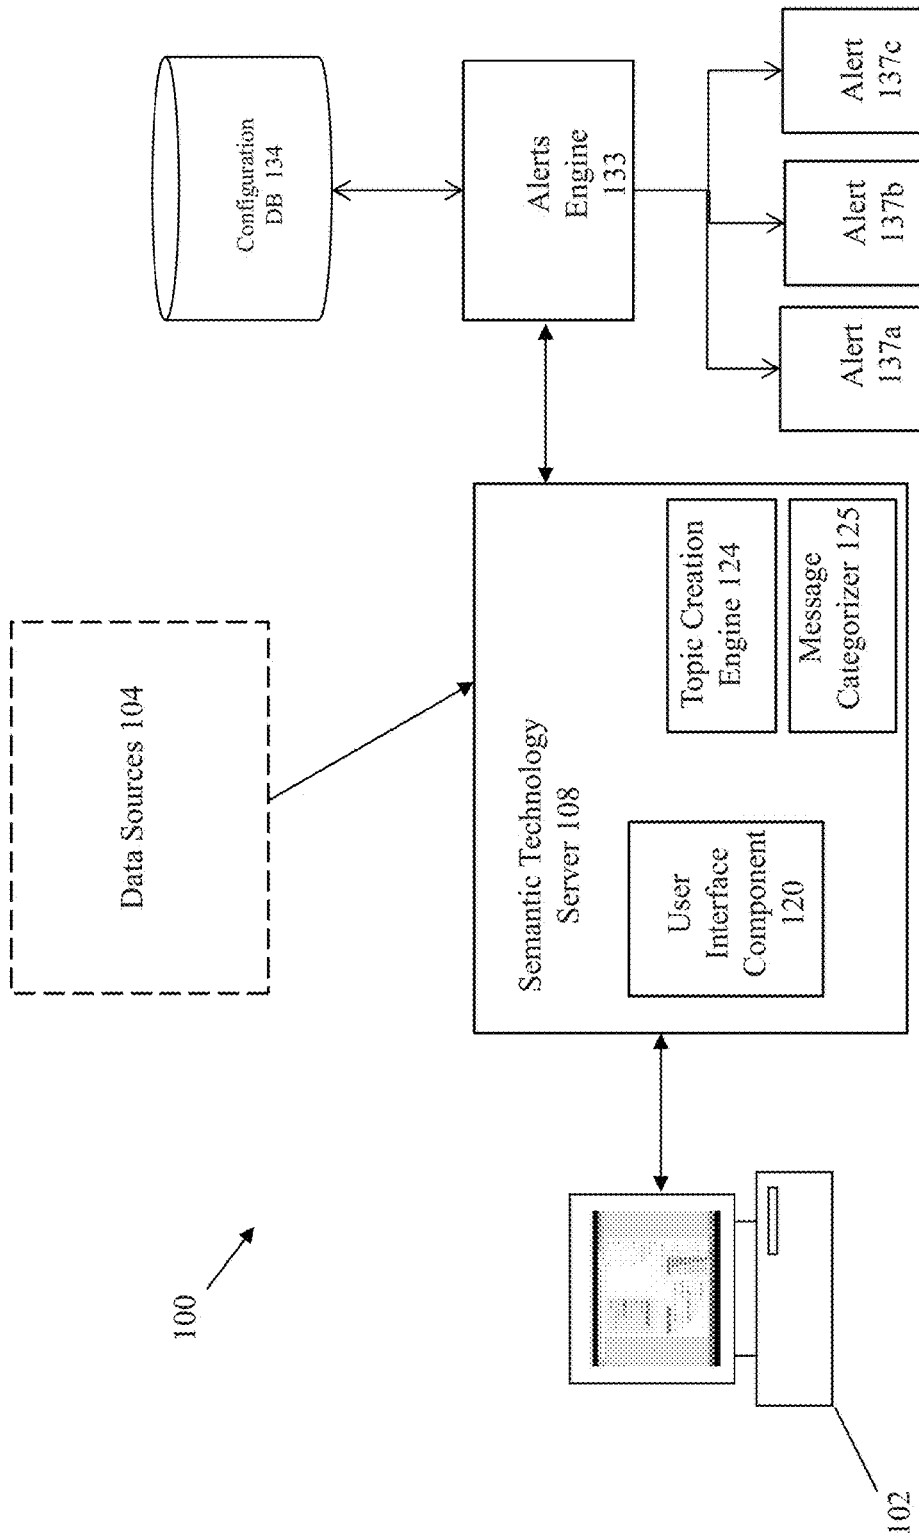 100
Data Sources 104
Configuration
DB 134
Semantic Technology
Server 108
User
Interface
Component
120
Topic Creation
Engine 124
Message
Categorizer 125
Alerts
Engine
133
Alert
137a
Alert
137b
Alert
137c
102